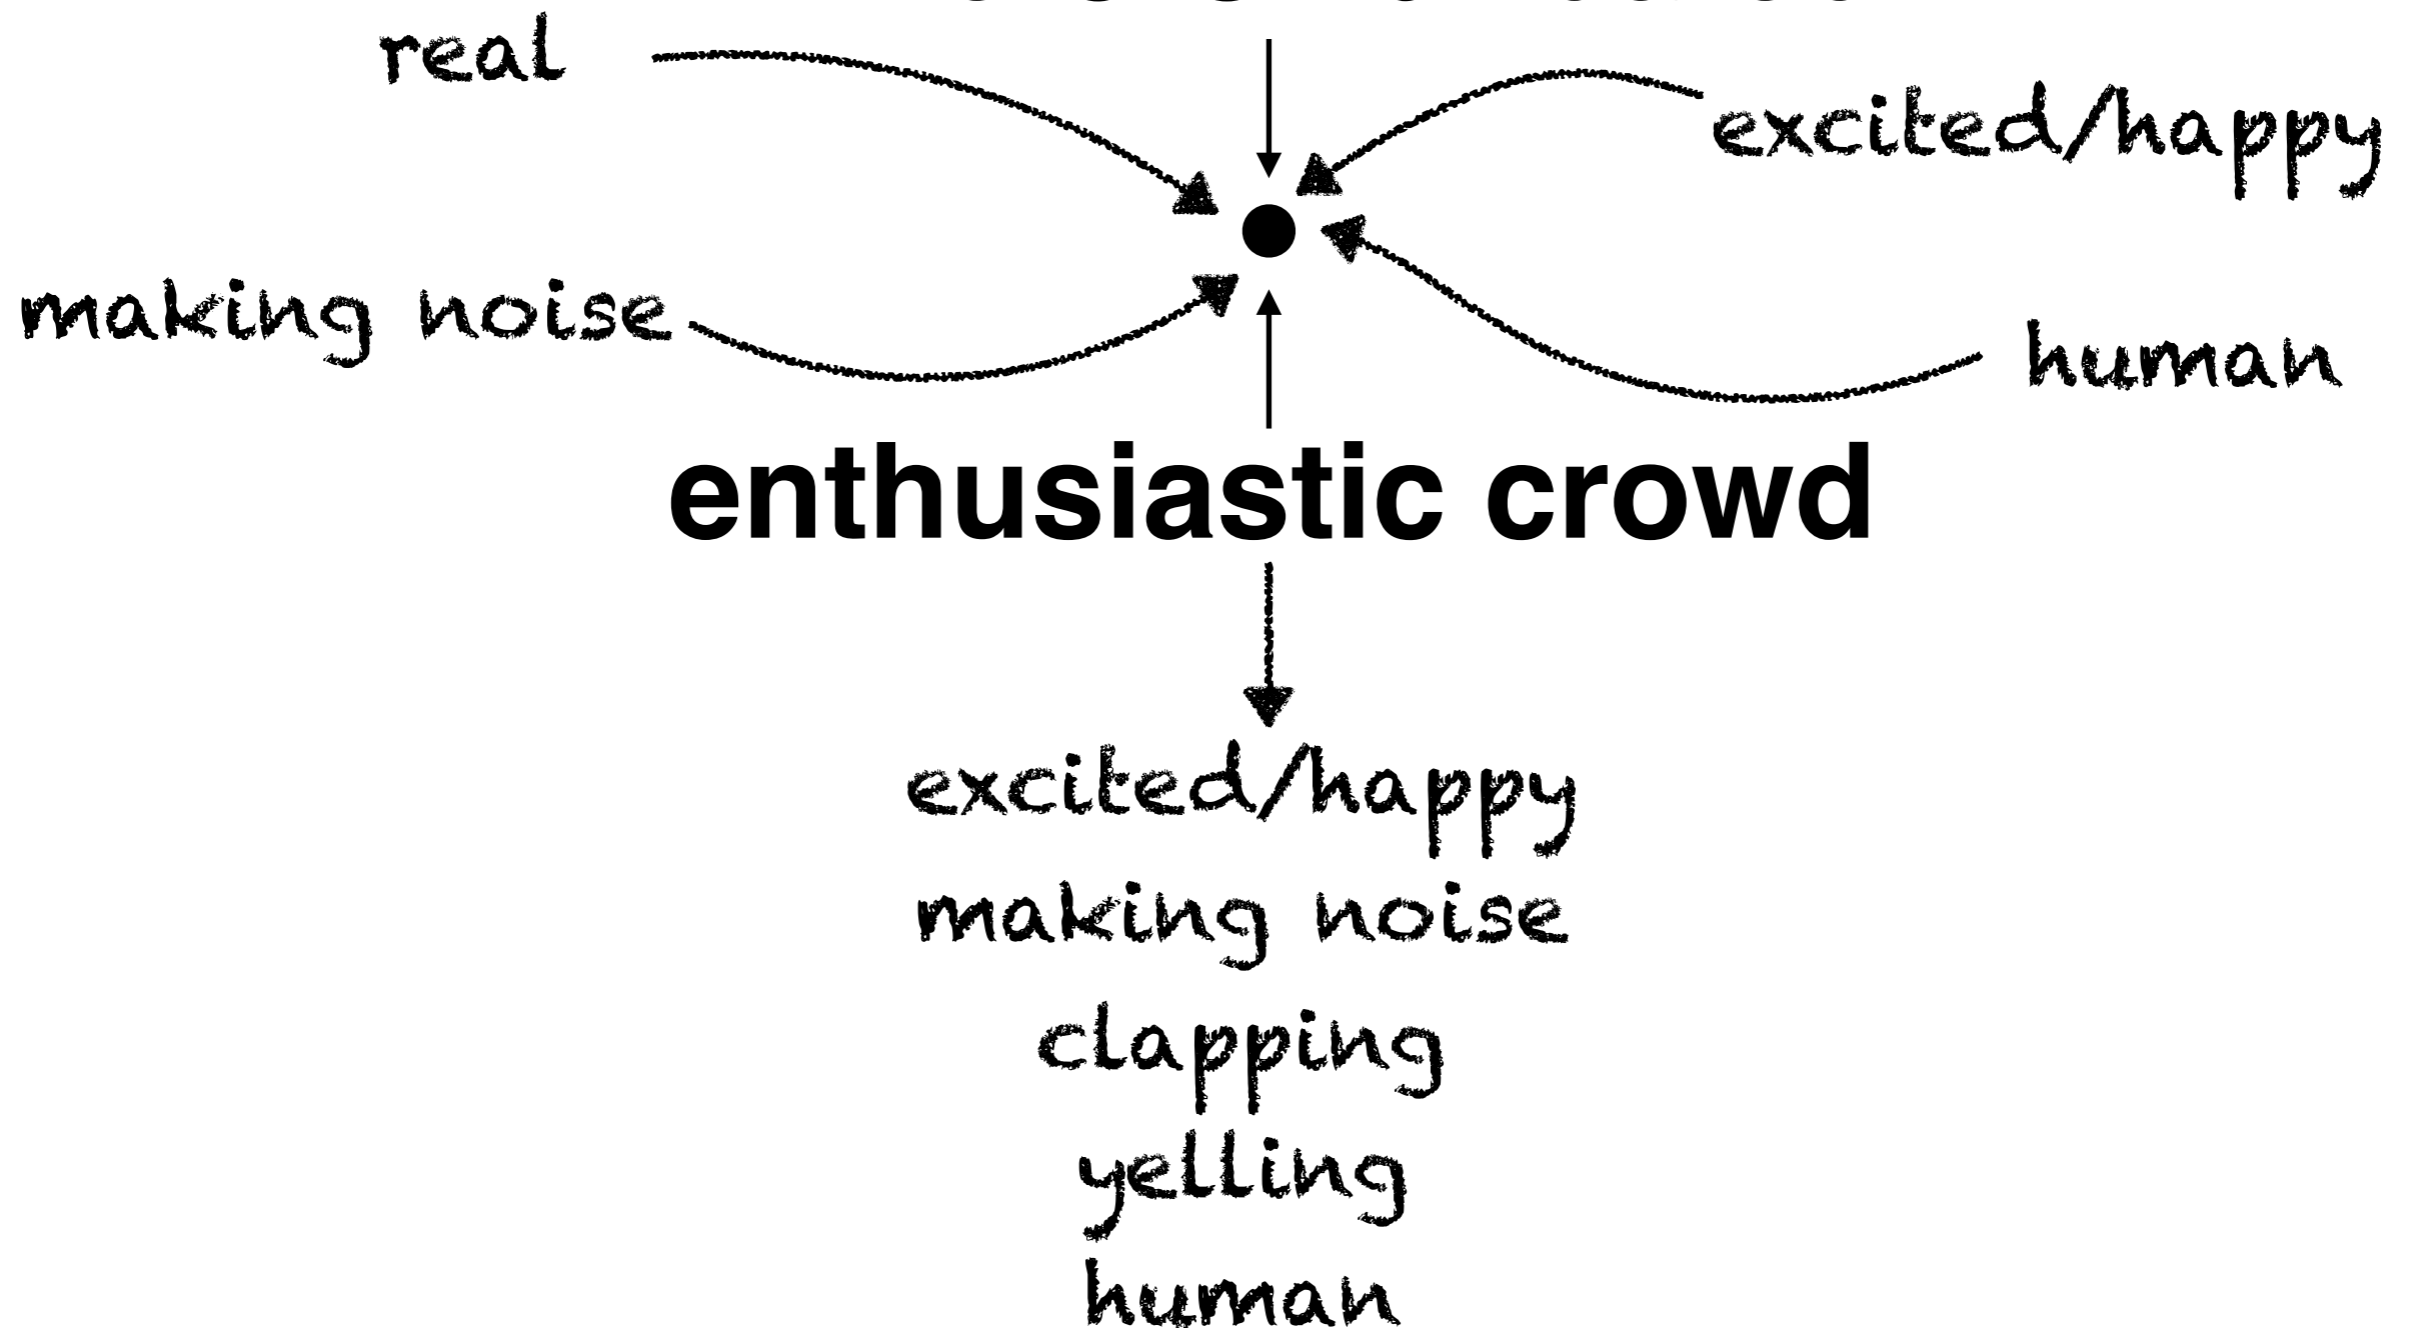 real
excited/happy
making noise
human
enthusiastic crowd
excited/happy
making noise
clapping
yelling
human